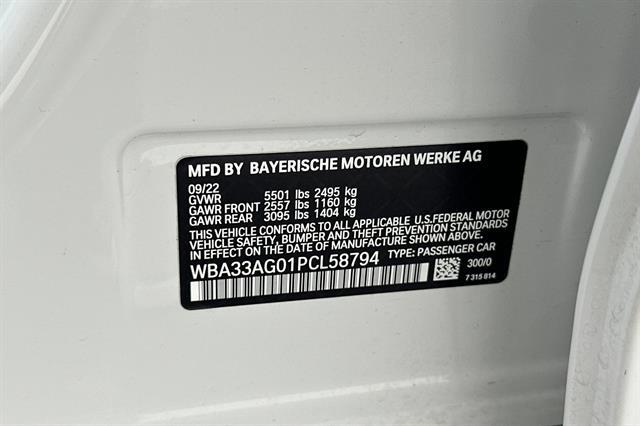 MFD BY BAYERISCHE MOTOREN WERKE AG
09/22
GVWR 5501 lbs 2495 kg
GAWR FRONT 2557 lbs 1160 kg
GAWR REAR 3095 lbs 1404 kg
THIS VEHICLE CONFORMS TO ALL APPLICABLE U.S.FEDERAL MOTOR
VEHICLE SAFETY, BUMPER AND THEFT PREVENTION STANDARDS
IN EFFECT ON THE DATE OF MANUFACTURE SHOWN ABOVE.
WBA33AG01PCL58794 TYPE: PASSENGER CAR
300/0
7 315 814